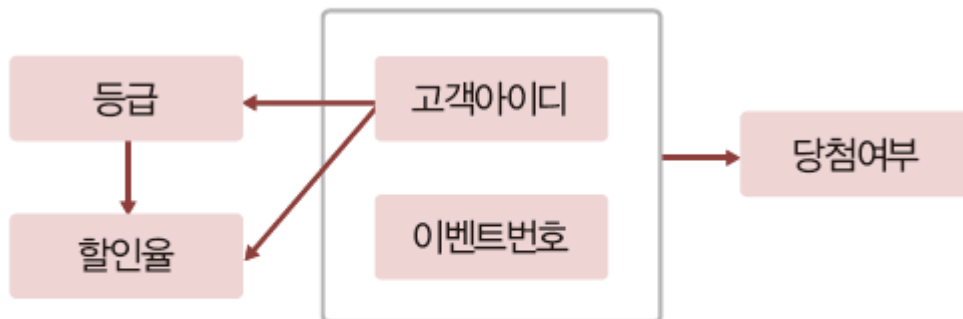 등급
고객아이디
당첨여부
할인율
이벤트번호